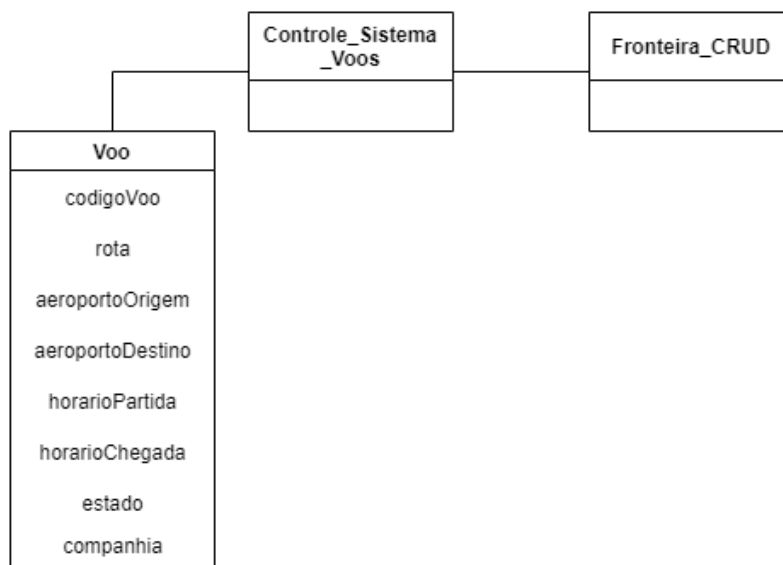 Controle_Sistema
_Voos
Fronteira_CRUD
Voo
codigoVoo
rota
aeroportoOrigem
aeroportoDestino
horarioPartida
horarioChegada
estado
companhia